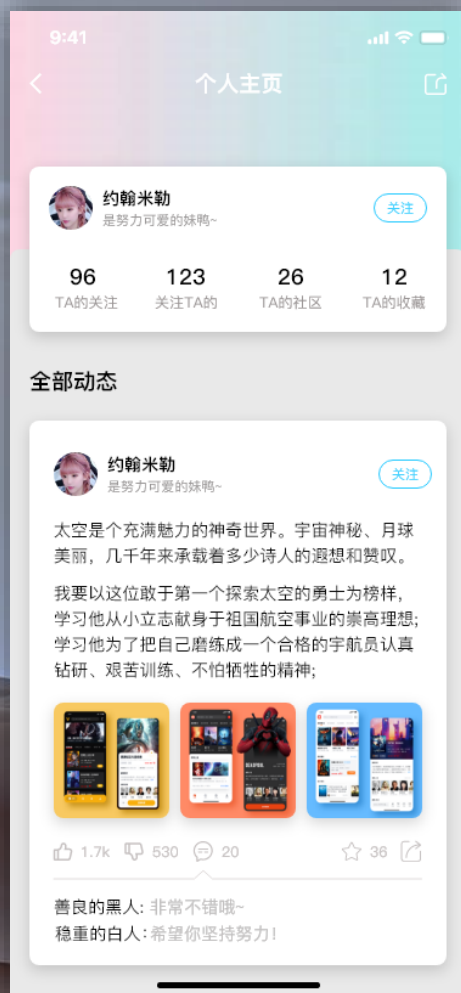 9:41
个人主页
约翰米勒
是努力可爱的妹鸭~
关注
96 123 26 12
TA的关注 关注TA的 TA的社区 TA的收藏
全部动态
约翰米勒
是努力可爱的妹鸭~
关注
太空是个充满魅力的神奇世界。宇宙神秘、月球
美丽，几千年来承载着多少诗人的遐想和赞叹。
我要以这位敢于第一个探索太空的勇士为榜样，
学习他从小立志献身于祖国航空事业的崇高理想;
学习他为了把自己磨练成一个合格的宇航员认真
钻研、艰苦训练、不怕牺牲的精神;
1.7k 530 20 36
善良的黑人: 非常不错哦~
稳重的白人: 希望你坚持努力!